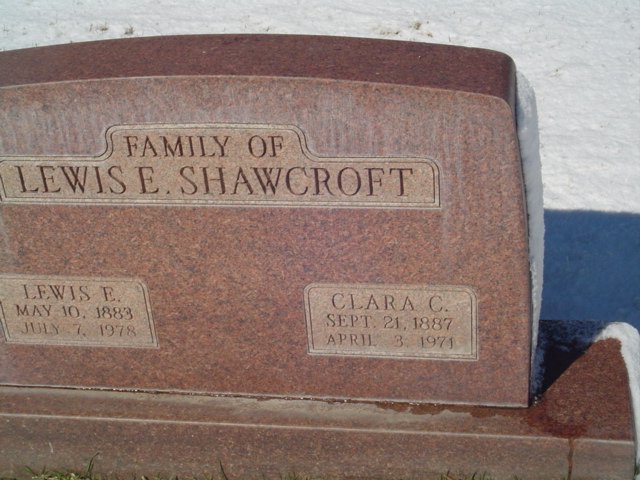 FAMILY OF
LEWIS E. SHAWCROFT
LEWIS E.
MAY 10, 1883
JULY 7, 1978
CLARA C.
SEPT. 21, 1887
APRIL 3, 1971